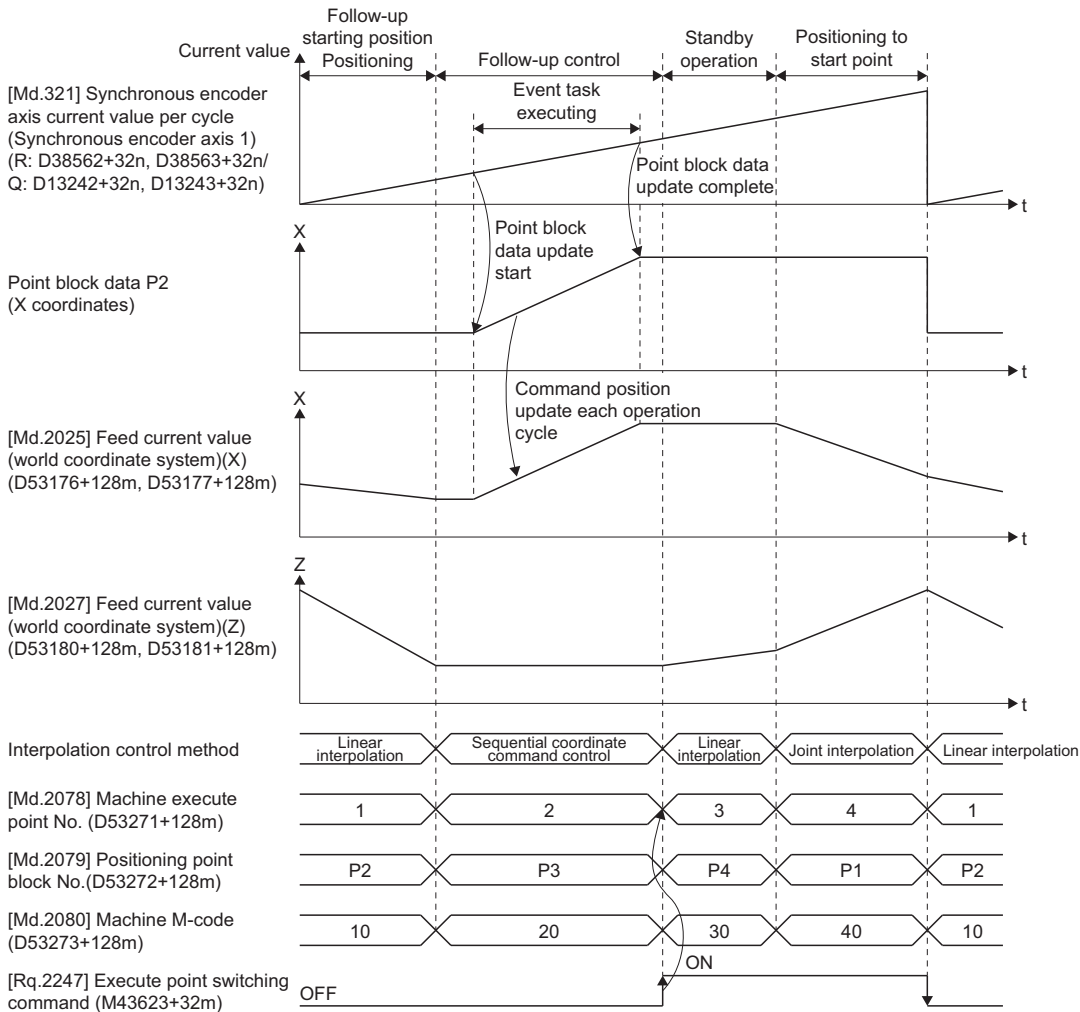 Follow-up
starting position
Positioning
Follow-up control
Standby
operation
Positioning to
start point
Current value
Event task
executing
[Md.321] Synchronous encoder
axis current value per cycle
(Synchronous encoder axis 1)
(R: D38562+32n, D38563+32n/
Q: D13242+32n, D13243+32n)
Point block data
update complete
t
X
Point block
data update
start
Point block data P2
(X coordinates)
t
X
Command position
update each operation
cycle
[Md.2025] Feed current value
(world coordinate system)(X)
(D53176+128m, D53177+128m)
t
Z
[Md.2027] Feed current value
(world coordinate system)(Z)
(D53180+128m, D53181+128m)
t
Interpolation control method
Linear
interpolation
Sequential coordinate
command control
Linear
interpolation
Joint interpolation
Linear interpolation
[Md.2078] Machine execute
point No. (D53271+128m)
1
2
3
4
1
[Md.2079] Positioning point
block No.(D53272+128m)
P2
P3
P4
P1
P2
[Md.2080] Machine M-code
(D53273+128m)
10
20
30
40
10
[Rq.2247] Execute point switching
command (M43623+32m)
OFF
ON